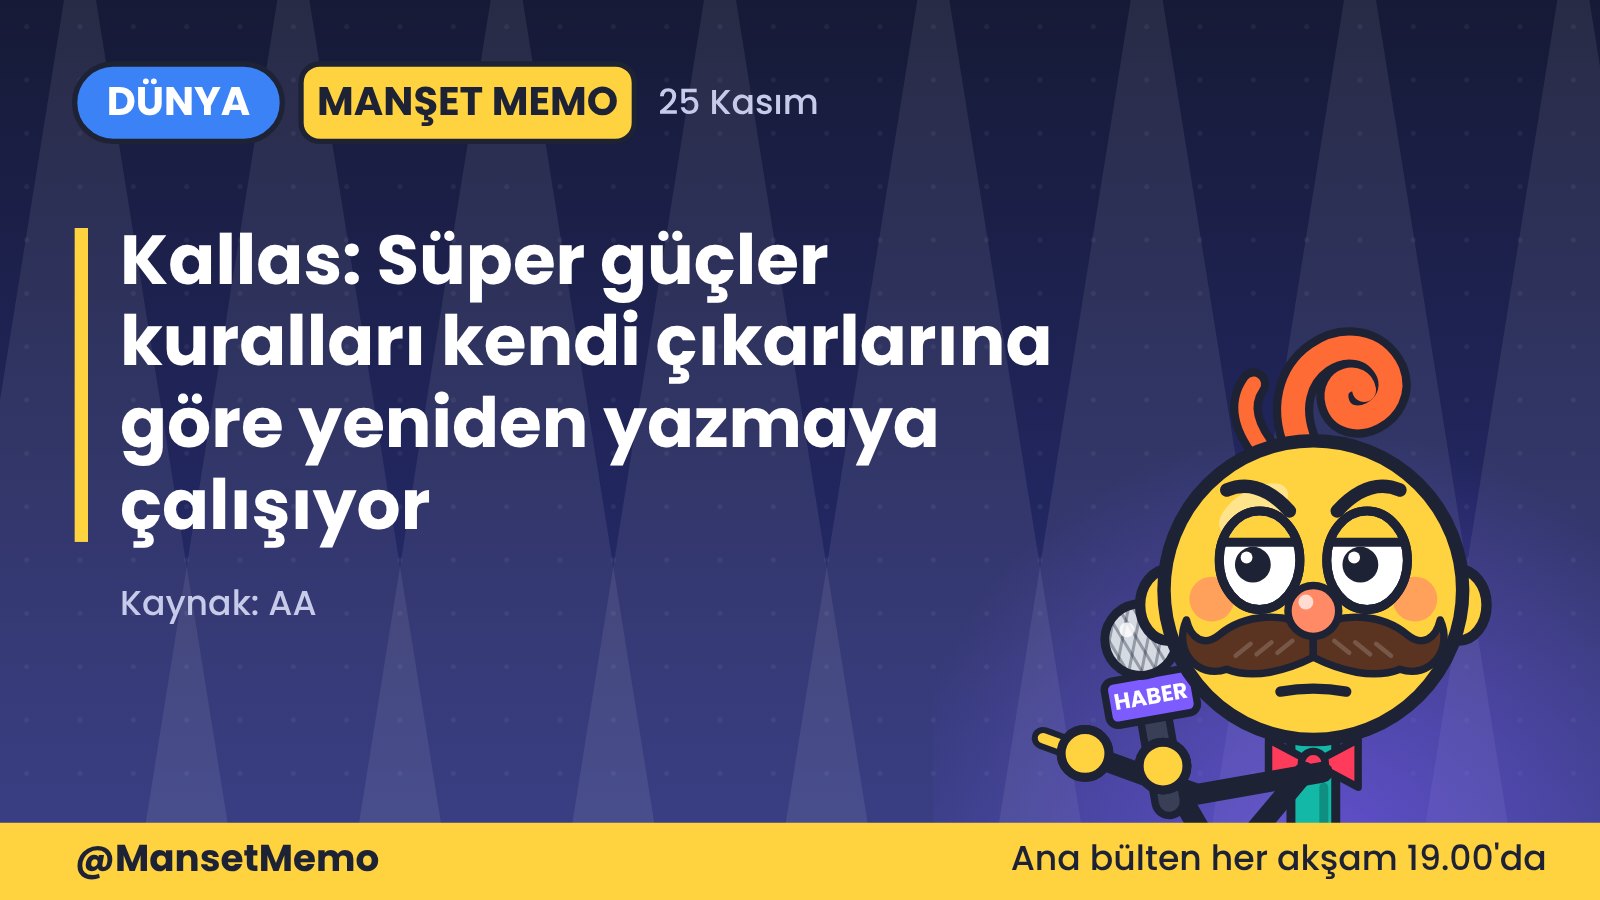 DÜNYA MANŞET MEMO 25 Kasım
Kallas: Süper güçler
kuralları kendi çıkarlarına
göre yeniden yazmaya
çalışıyor
Kaynak: AA
HABER
@MansetMemo Ana bülten her akşam 19.00'da